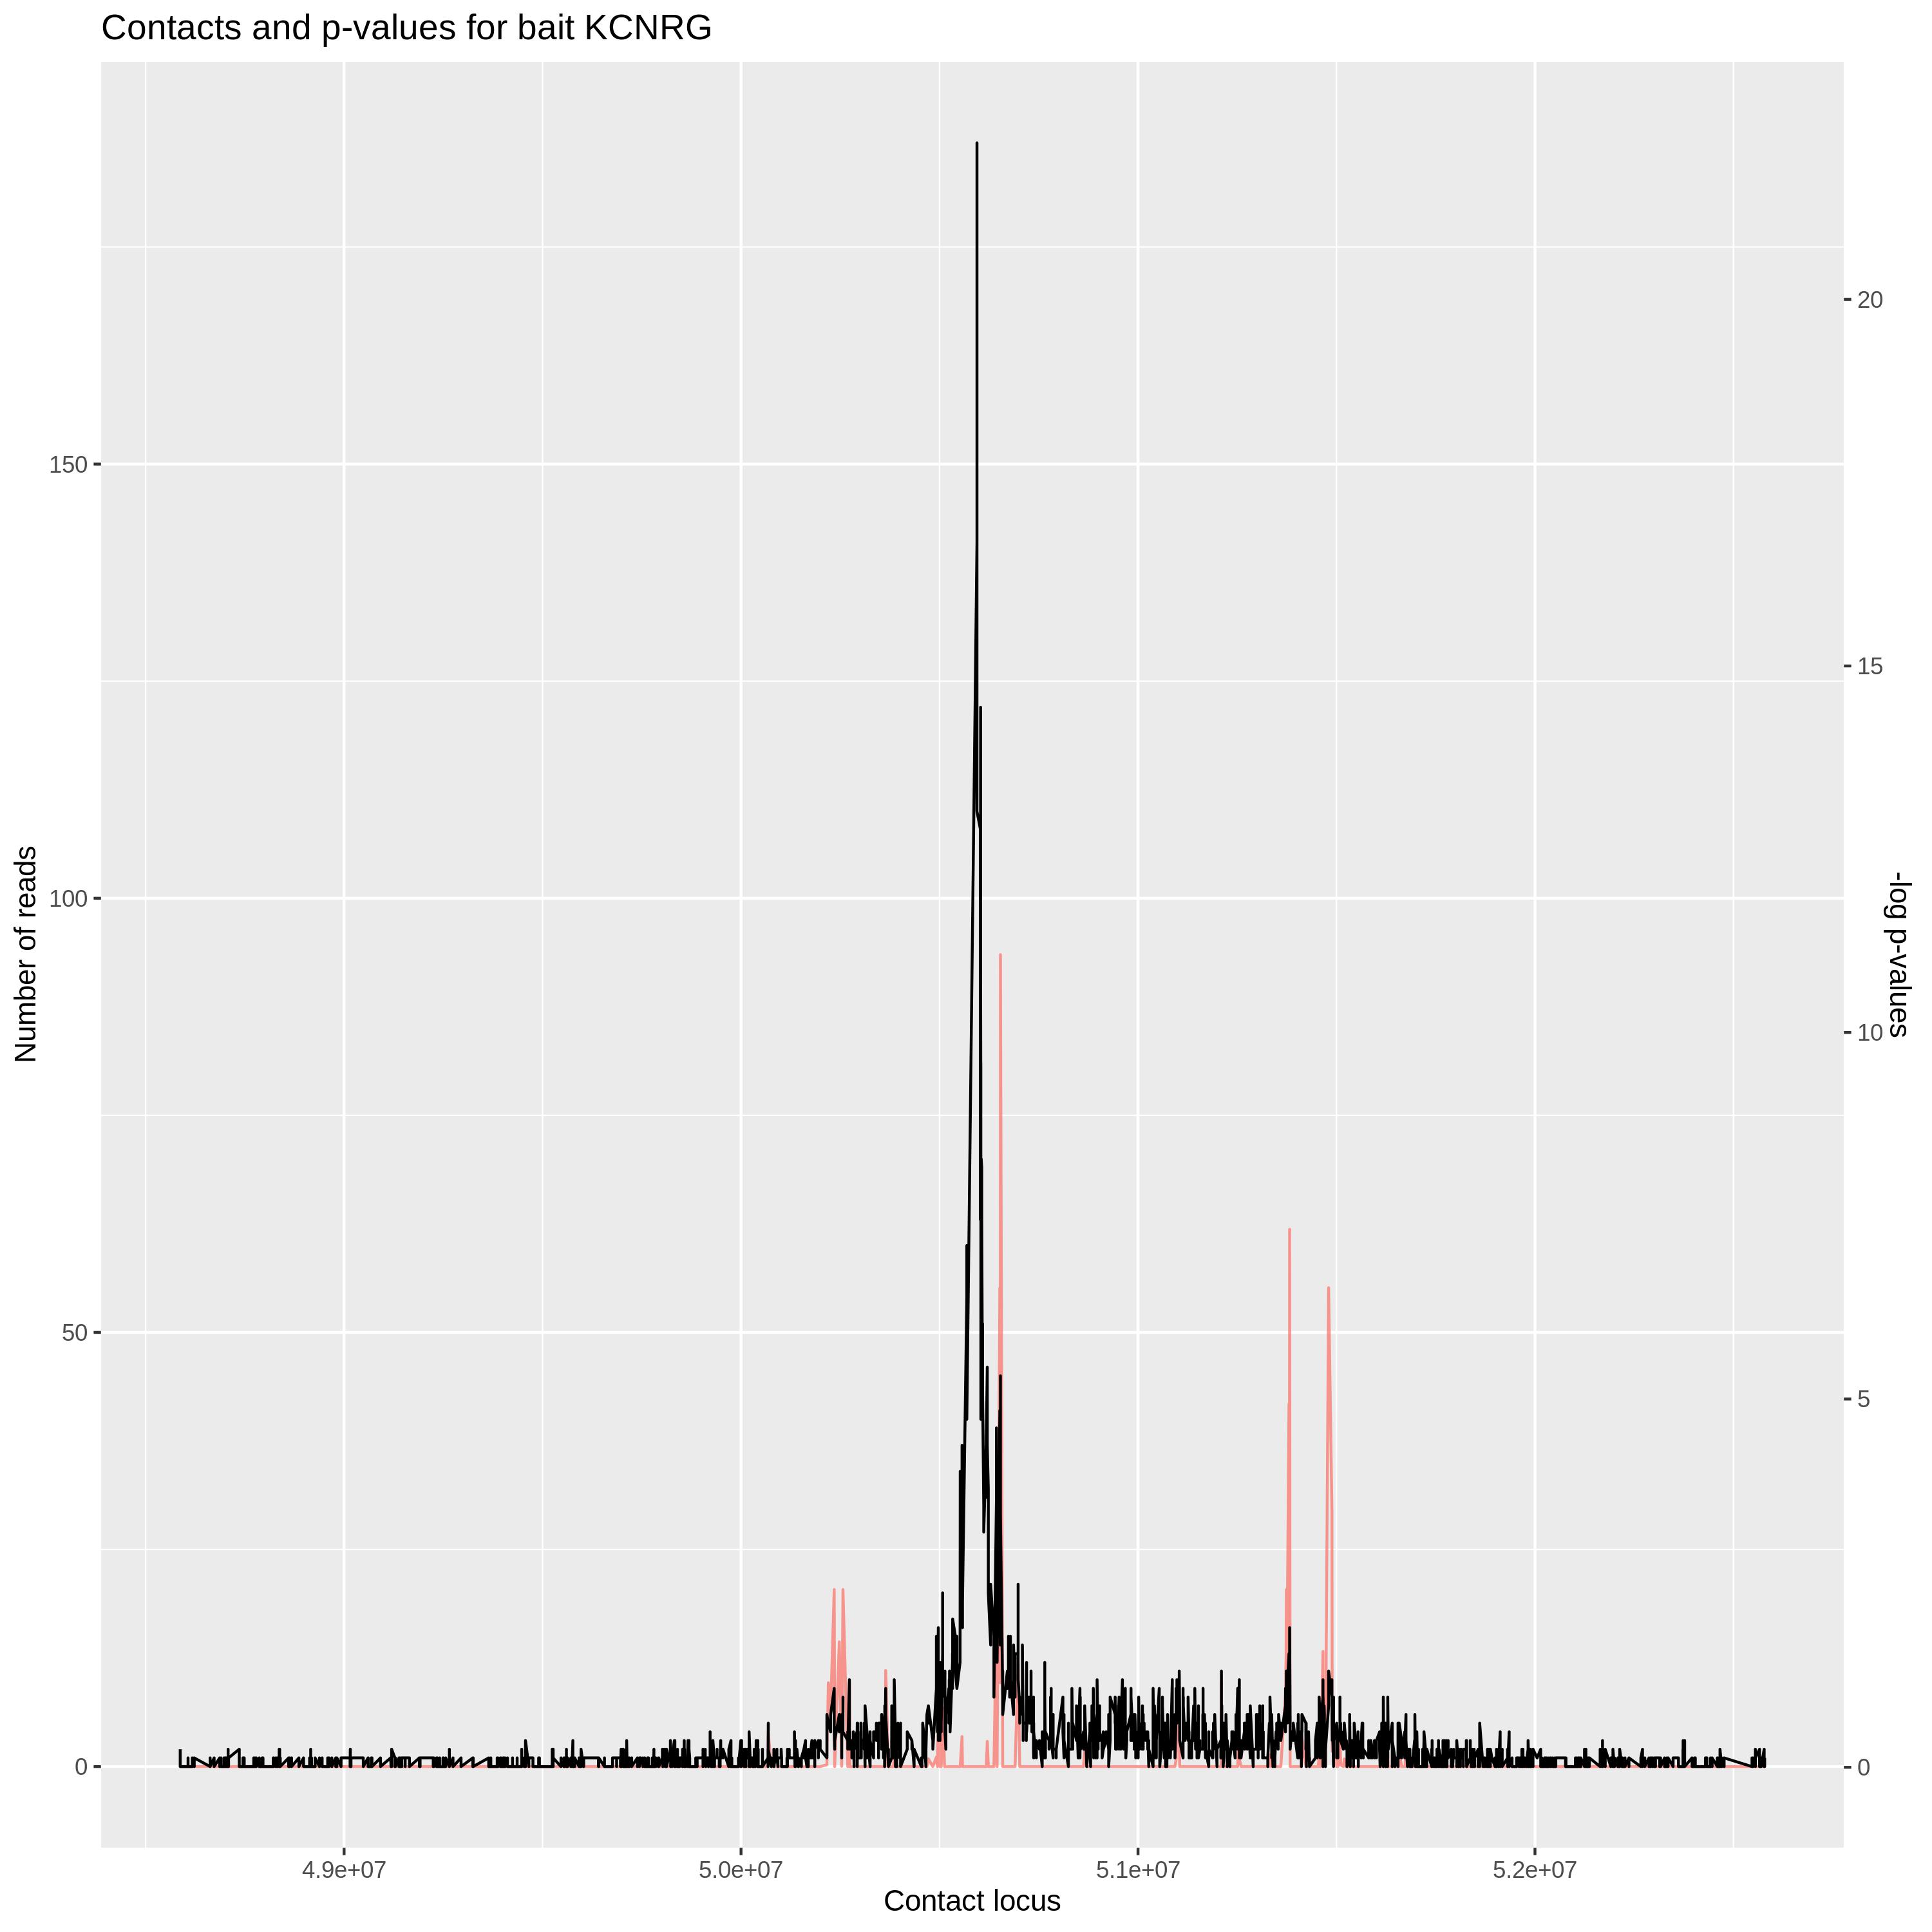 Contacts and p-values for bait KCNRG
Number of reads
150
100
50
0
20
15
10
5
0
-log p-values
4.9e+07 5.0e+07 5.1e+07 5.2e+07
Contact locus